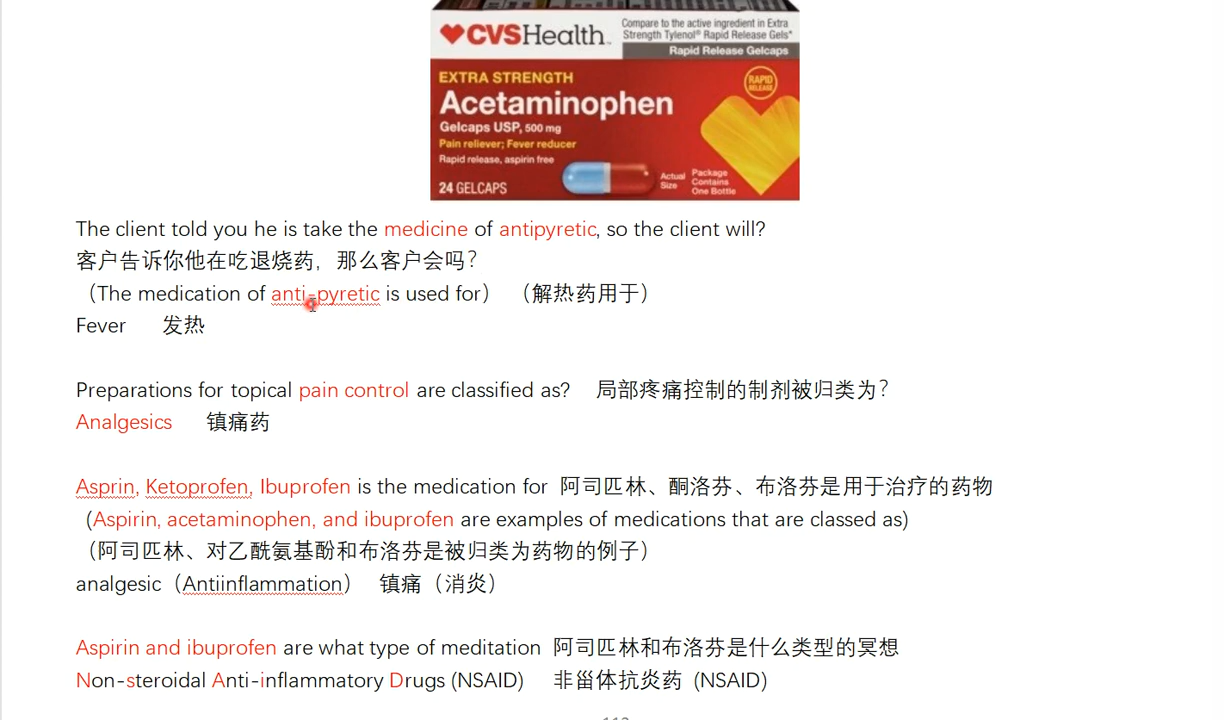 CVSHealth
Compare to the active ingredient in Extra
Strength Tylenol® Rapid Release Gels*
Rapid Release Gelcaps
EXTRA STRENGTH
RAPID
RELEASE
Acetaminophen
Gelcaps USP, 500 mg
Pain reliever; Fever reducer
Rapid release, aspirin free
24 GELCAPS
Actual
Size
Package
Contains
One Bottle
The client told you he is take the medicine of antipyretic, so the client will?
客户告诉你他在吃退烧药，那么客户会吗？
（The medication of anti-pyretic is used for） （解热药用于）
Fever 发热
Preparations for topical pain control are classified as? 局部疼痛控制的制剂被归类为？
Analgesics 镇痛药
Asprin, Ketoprofen, Ibuprofen is the medication for 阿司匹林、酮洛芬、布洛芬是用于治疗的药物
(Aspirin, acetaminophen, and ibuprofen are examples of medications that are classed as)
（阿司匹林、对乙酰氨基酚和布洛芬是被归类为药物的例子）
analgesic（Antiinflammation） 镇痛（消炎）
Aspirin and ibuprofen are what type of meditation 阿司匹林和布洛芬是什么类型的冥想
Non-steroidal Anti-inflammatory Drugs (NSAID) 非甾体抗炎药 (NSAID)